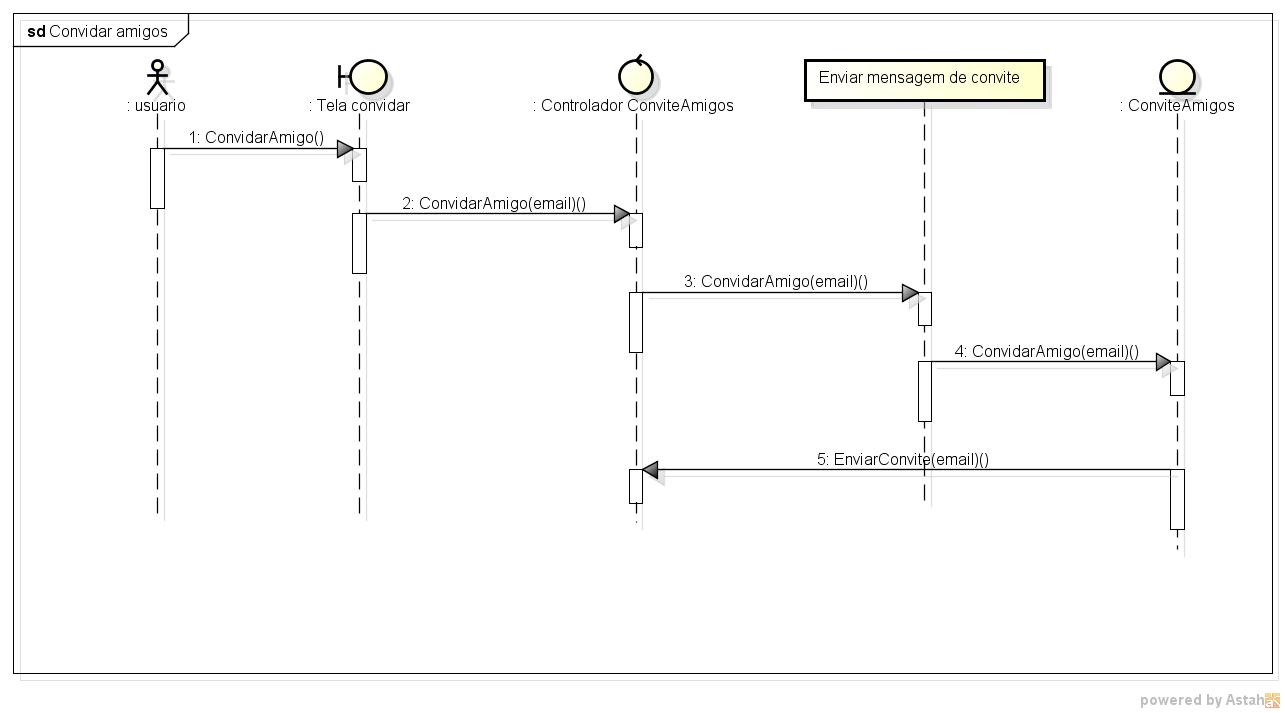 sd Convidar amigos
: usuario
: Tela convidar
: Controlador ConviteAmigos
Enviar mensagem de convite
: ConviteAmigos
1: ConvidarAmigo()
2: ConvidarAmigo(email)()
3: ConvidarAmigo(email)()
4: ConvidarAmigo(email)()
5: EnviarConvite(email)()
powered by Astah